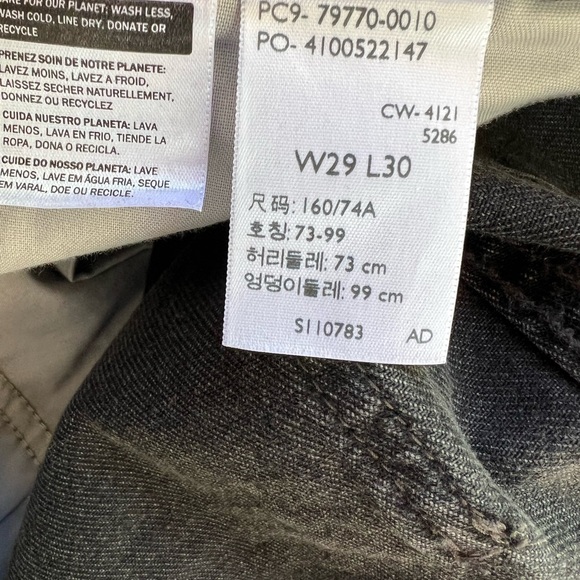 CARE FOR OUR PLANET: WASH LESS,
WASH COLD, LINE DRY, DONATE OR
RECYCLE
PRENEZ SOIN DE NOTRE PLANETE:
LAVEZ MOINS, LAVEZ A FROID,
LAISSEZ SECHER NATURELLEMENT,
DONNEZ OU RECYCLEZ
CUIDA NUESTRO PLANETA: LAVA
MENOS, LAVA EN FRIO, TIENDE LA
ROPA, DONA O RECICLA.
CUIDE DO NOSSO PLANETA: LAVE
MENOS, LAVE EM ÁGUA FRIA, SEQUE
EM VARAL, DOE OU RECICLE.
PC9- 79770-0010
PO- 4100522147
CW- 4121
5286
W29 L30
尺码: 160/74A
호칭: 73-99
허리둘레: 73 cm
엉덩이둘레: 99 cm
S110783 AD